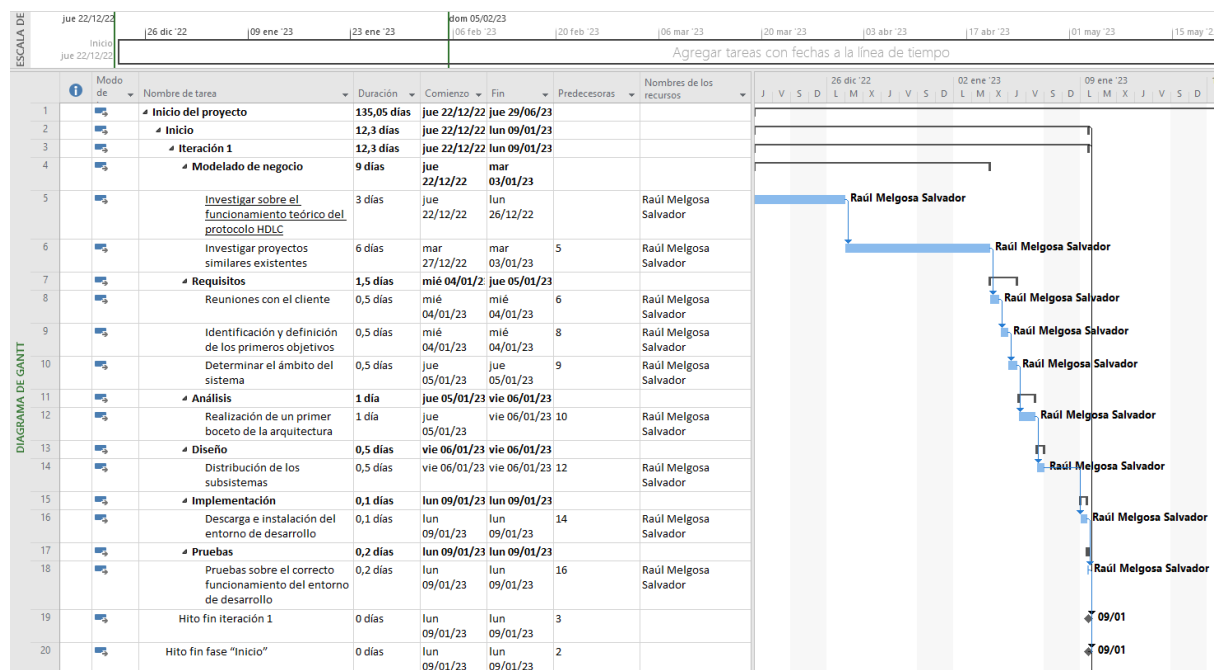 ESCALA DE
jue 22/12/22
dom 05/02/23
26 dic '22 09 ene '23 23 ene '23 06 feb '23 20 feb '23 06 mar '23 20 mar '23 03 abr '23 17 abr '23 01 may '23 15 may '2
Inicio
jue 22/12/22
Agregar tareas con fechas a la línea de tiempo
DIAGRAMA DE GANTT
Modo de Nombre de tarea Duración Comienzo Fin Predecesoras Nombres de los recursos
26 dic '22 02 ene '23 09 ene '23
J V S D L M X J V S D L M X J V S D L M X J V S D
1 Inicio del proyecto 135,05 días jue 22/12/22 jue 29/06/23
2 Inicio 12,3 días jue 22/12/22 lun 09/01/23
3 Iteración 1 12,3 días jue 22/12/22 lun 09/01/23
4 Modelado de negocio 9 días jue 22/12/22 mar 03/01/23
5 Investigar sobre el funcionamiento teórico del protocolo HDLC 3 días jue 22/12/22 lun 26/12/22 Raúl Melgosa Salvador
Raúl Melgosa Salvador
6 Investigar proyectos similares existentes 6 días mar 27/12/22 mar 03/01/23 5 Raúl Melgosa Salvador
Raúl Melgosa Salvador
7 Requisitos 1,5 días mié 04/01/2 jue 05/01/23
8 Reuniones con el cliente 0,5 días mié 04/01/23 mié 04/01/23 6 Raúl Melgosa Salvador
Raúl Melgosa Salvador
9 Identificación y definición de los primeros objetivos 0,5 días mié 04/01/23 mié 04/01/23 8 Raúl Melgosa Salvador
Raúl Melgosa Salvador
10 Determinar el ámbito del sistema 0,5 días jue 05/01/23 jue 05/01/23 9 Raúl Melgosa Salvador
Raúl Melgosa Salvador
11 Análisis 1 día jue 05/01/23 vie 06/01/23
12 Realización de un primer boceto de la arquitectura 1 día jue 05/01/23 vie 06/01/23 10 Raúl Melgosa Salvador
Raúl Melgosa Salvador
13 Diseño 0,5 días vie 06/01/23 vie 06/01/23
14 Distribución de los subsistemas 0,5 días vie 06/01/23 vie 06/01/23 12 Raúl Melgosa Salvador
Raúl Melgosa Salvador
15 Implementación 0,1 días lun 09/01/23 lun 09/01/23
16 Descarga e instalación del entorno de desarrollo 0,1 días lun 09/01/23 lun 09/01/23 14 Raúl Melgosa Salvador
Raúl Melgosa Salvador
17 Pruebas 0,2 días lun 09/01/23 lun 09/01/23
18 Pruebas sobre el correcto funcionamiento del entorno de desarrollo 0,2 días lun 09/01/23 lun 09/01/23 16 Raúl Melgosa Salvador
Raúl Melgosa Salvador
19 Hito fin iteración 1 0 días lun 09/01/23 lun 09/01/23 3
09/01
20 Hito fin fase "Inicio" 0 días lun 09/01/23 lun 09/01/23 2
09/01